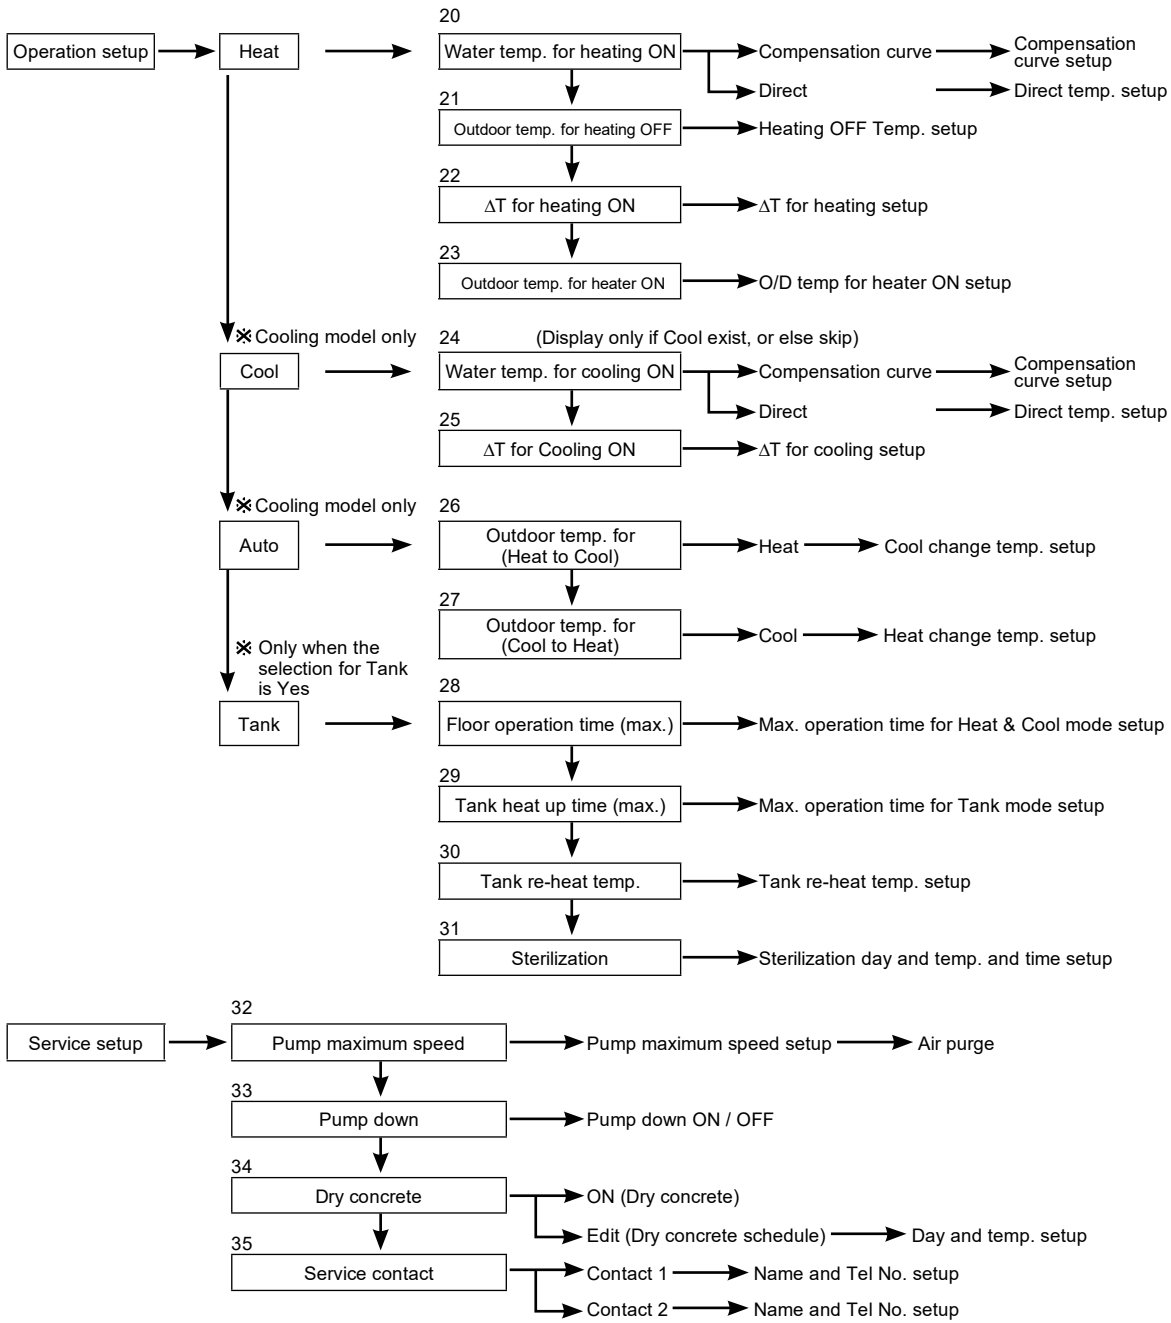 20
Operation setup
Heat
Water temp. for heating ON
Compensation curve
Compensation
curve setup
Direct
Direct temp. setup
21
Outdoor temp. for heating OFF
Heating OFF Temp. setup
22
ΔT for heating ON
ΔT for heating setup
23
Outdoor temp. for heater ON
O/D temp for heater ON setup
※ Cooling model only
24
(Display only if Cool exist, or else skip)
Cool
Water temp. for cooling ON
Compensation curve
Compensation
curve setup
Direct
Direct temp. setup
25
ΔT for Cooling ON
ΔT for cooling setup
※ Cooling model only
26
Auto
Outdoor temp. for
(Heat to Cool)
Heat
Cool change temp. setup
27
Outdoor temp. for
(Cool to Heat)
Cool
Heat change temp. setup
※ Only when the
selection for Tank
is Yes
28
Tank
Floor operation time (max.)
Max. operation time for Heat & Cool mode setup
29
Tank heat up time (max.)
Max. operation time for Tank mode setup
30
Tank re-heat temp.
Tank re-heat temp. setup
31
Sterilization
Sterilization day and temp. and time setup
32
Service setup
Pump maximum speed
Pump maximum speed setup
Air purge
33
Pump down
Pump down ON / OFF
34
Dry concrete
ON (Dry concrete)
Edit (Dry concrete schedule)
Day and temp. setup
35
Service contact
Contact 1
Name and Tel No. setup
Contact 2
Name and Tel No. setup